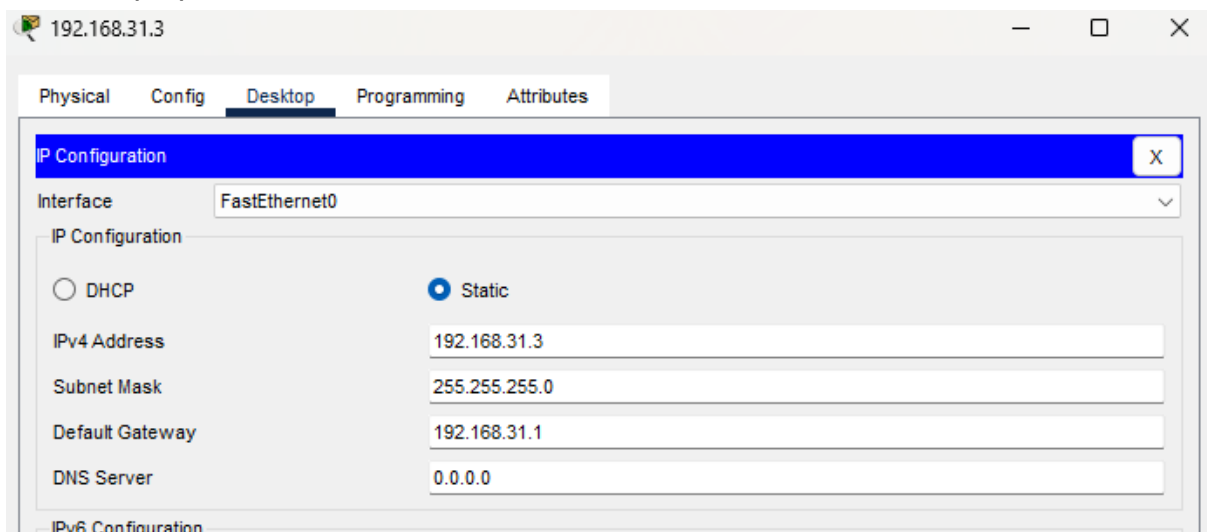 192.168.31.3
Physical Config Desktop Programming Attributes
IP Configuration X
Interface FastEthernet0
IP Configuration
DHCP Static
IPv4 Address 192.168.31.3
Subnet Mask 255.255.255.0
Default Gateway 192.168.31.1
DNS Server 0.0.0.0
IPv6 Configuration